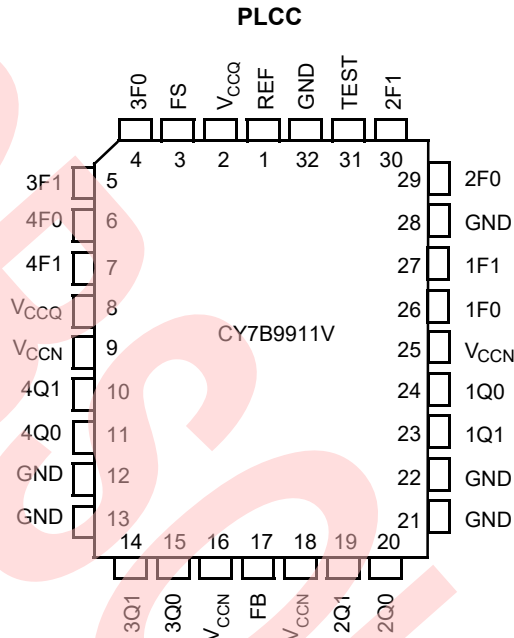 PLCC
3F0 FS VCCQ REF GND TEST 2F1
4 3 2 1 32 31 30
3F1 5 29 2F0
4F0 6 28 GND
4F1 7 27 1F1
VCCQ 8 26 1F0
CY7B9911V
VCCN 9 25 VCCN
4Q1 10 24 1Q0
4Q0 11 23 1Q1
GND 12 22 GND
GND 13 21 GND
14 15 16 17 18 19 20
3Q1 3Q0 VCCN FB VCCN 2Q1 2Q0